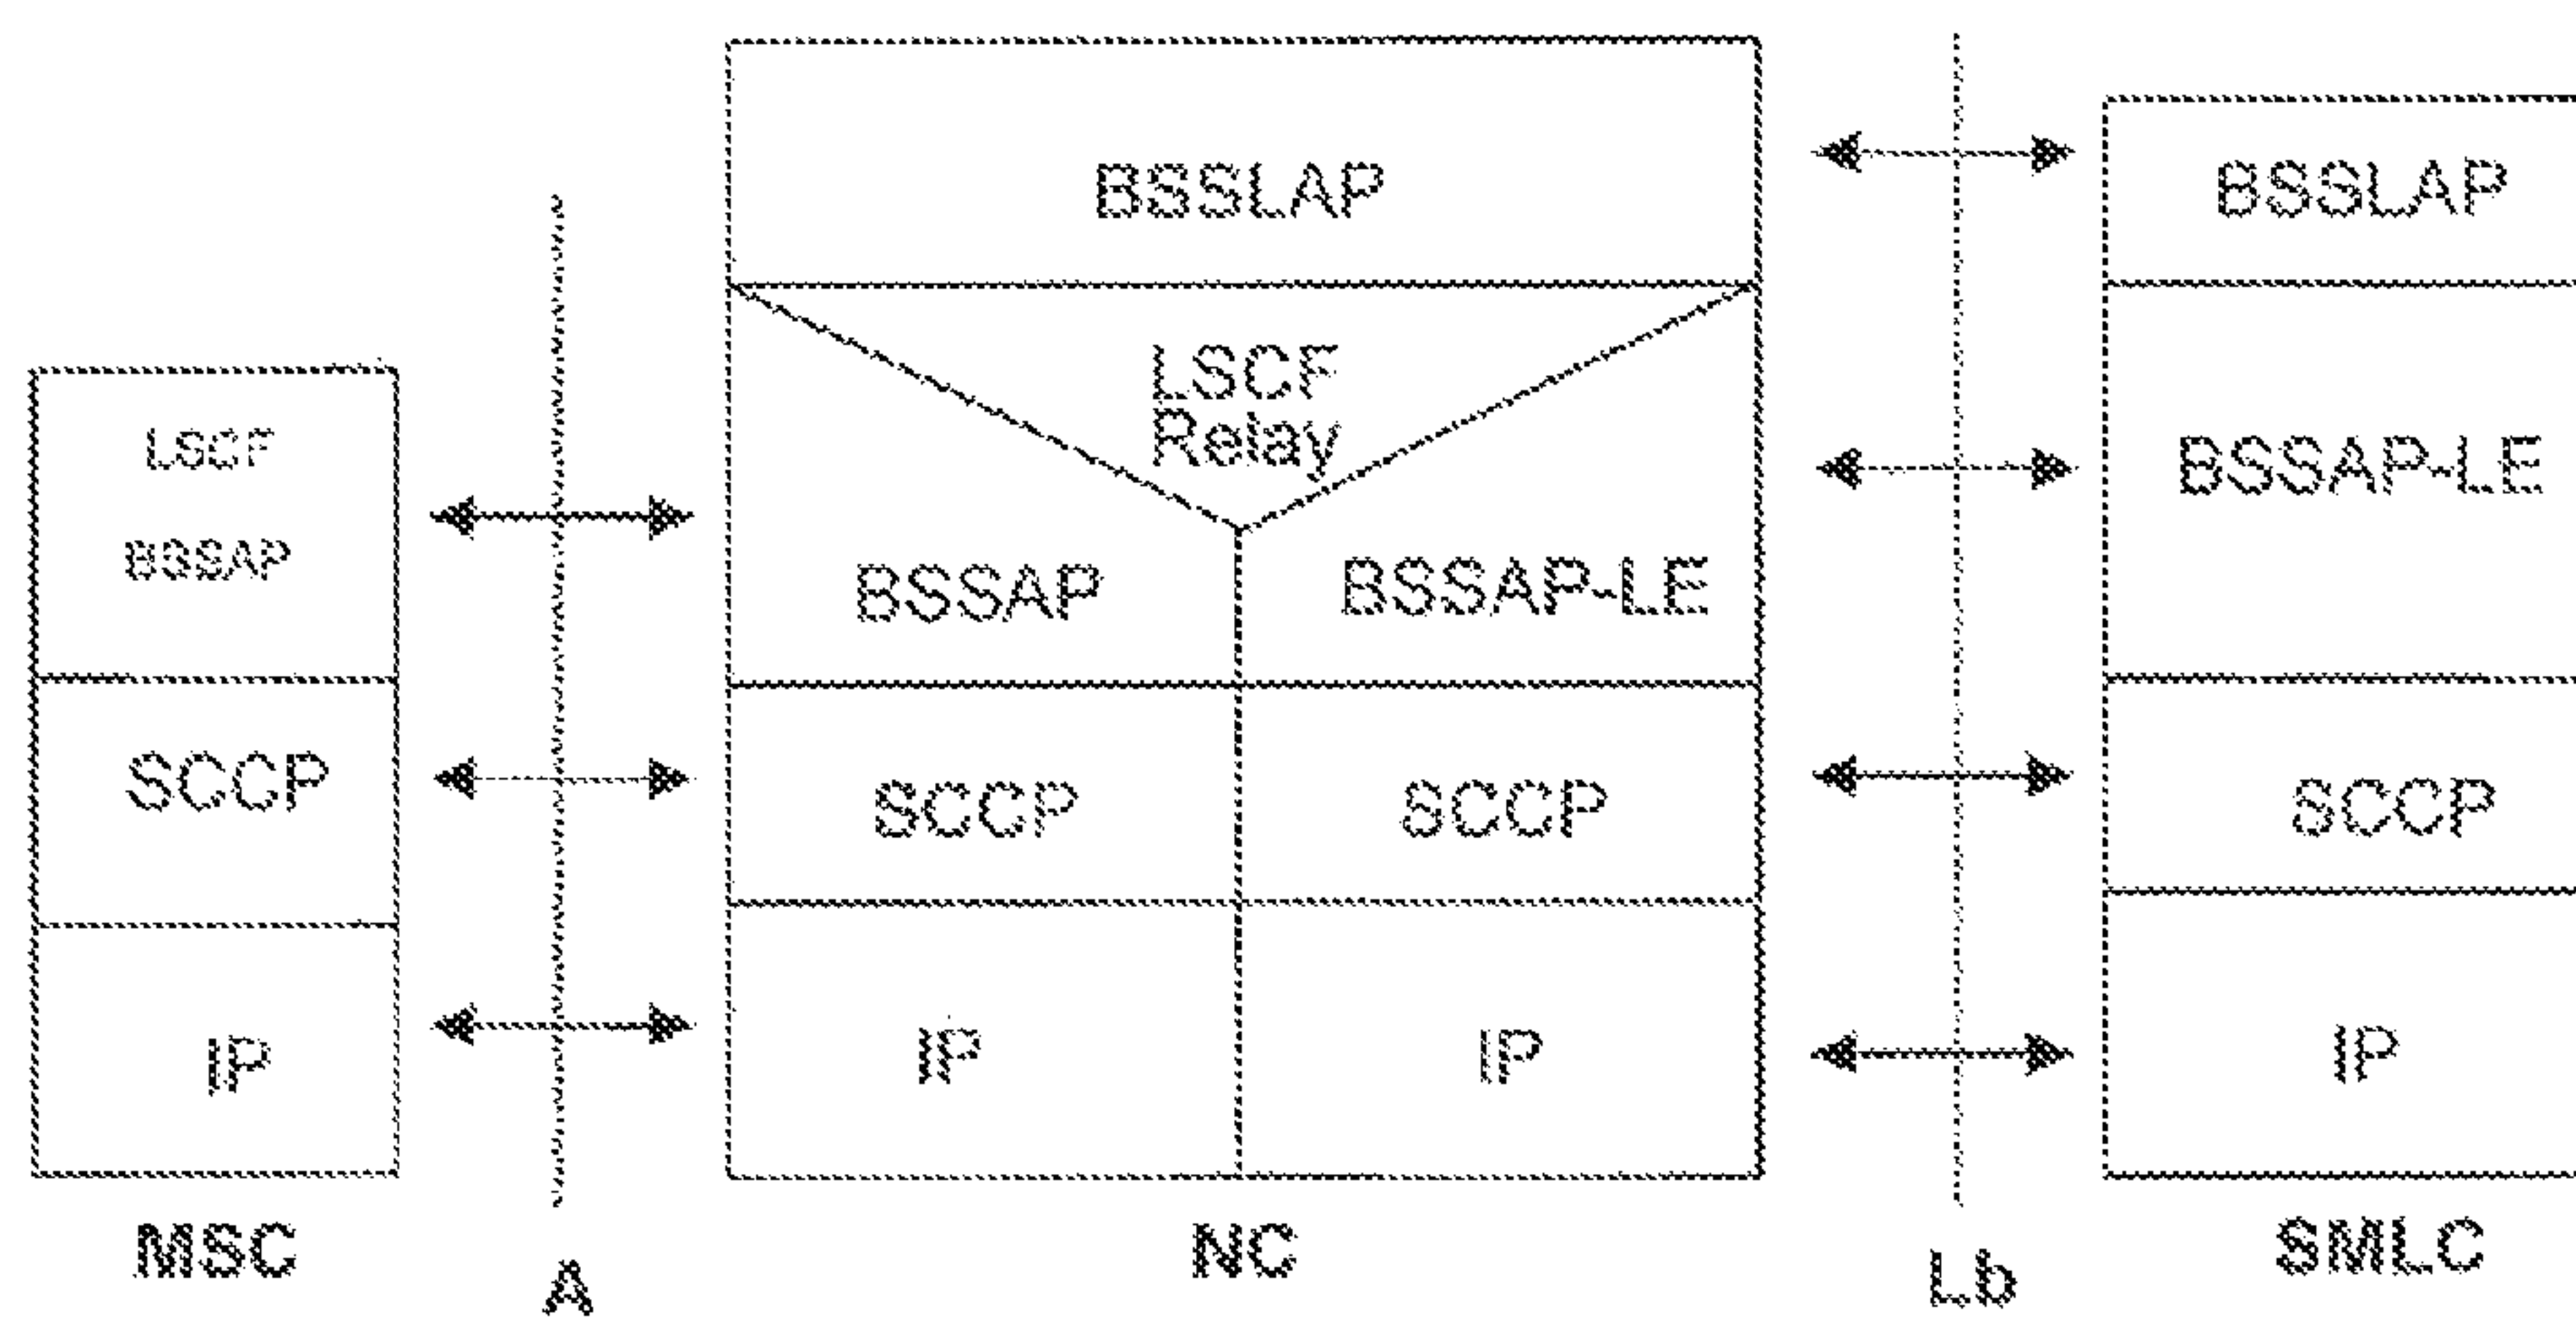 BSSLAP
BSSLAP
LSCF
Relay
LSCF
BSSAP
BSSAP-LE
BSSAP
BSSAP-LE
SCCP
SCCP
SCCP
SCCP
IP
IP
IP
IP
MSC
A
NC
Lb
SMLC